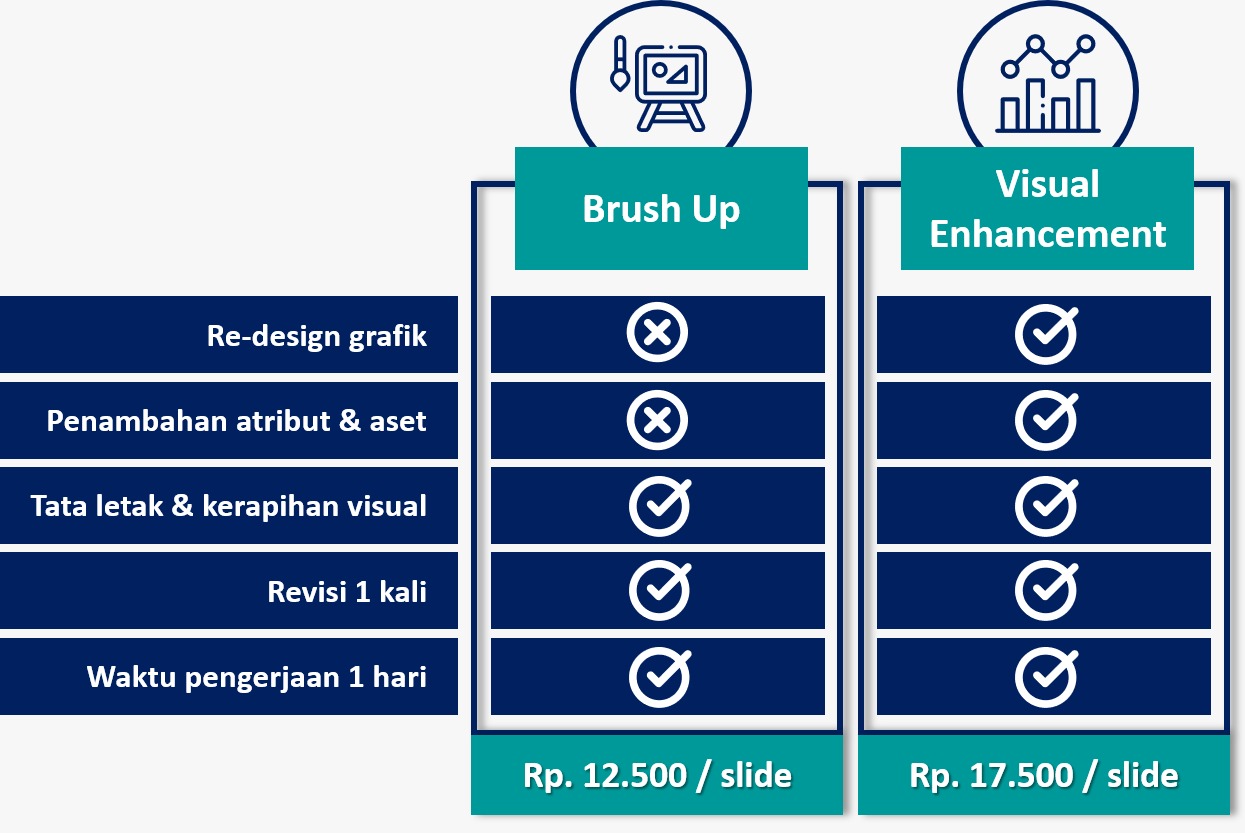 Brush Up
Visual
Enhancement
Re-design grafik
Penambahan atribut & aset
Tata letak & kerapihan visual
Revisi 1 kali
Waktu pengerjaan 1 hari
Rp. 12.500 / slide
Rp. 17.500 / slide